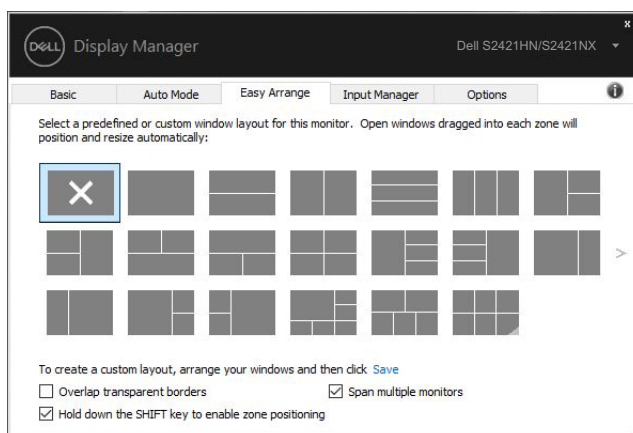 x
DELL Display Manager Dell S2421HN/S2421NX
Basic Auto Mode Easy Arrange Input Manager Options
Select a predefined or custom window layout for this monitor. Open windows dragged into each zone will
position and resize automatically:
To create a custom layout, arrange your windows and then click Save
Overlap transparent borders Span multiple monitors
Hold down the SHIFT key to enable zone positioning